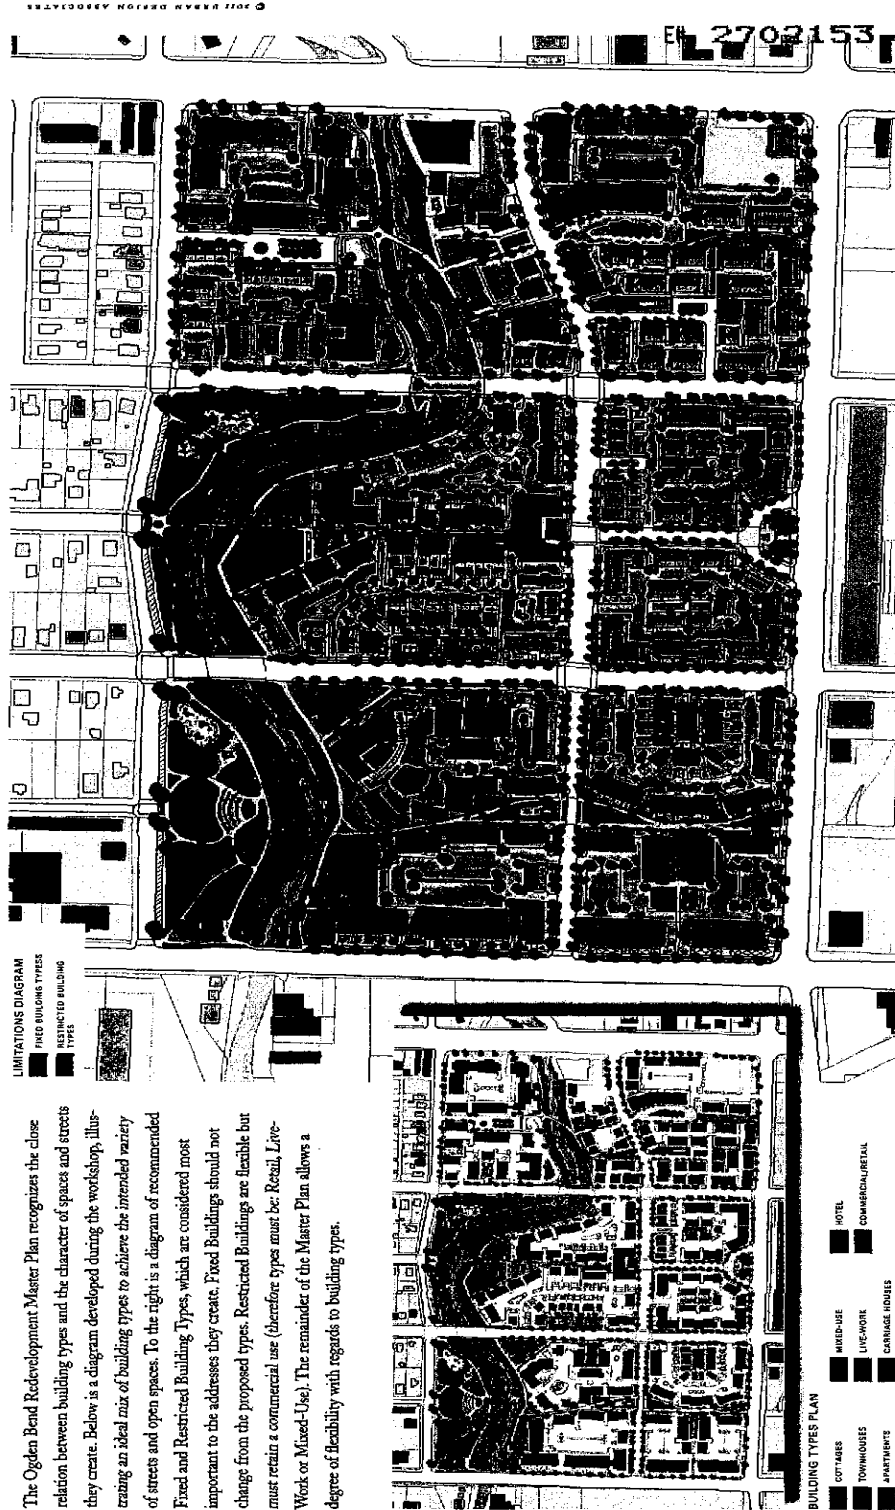 The Ogden Bend Redevelopment Master Plan recognizes the close
relation between building types and the character of spaces and streets
they create. Below is a diagram developed during the workshop, illus-
trating an ideal mix of building types to achieve the intended variety
of streets and open spaces. To the right is a diagram of recommended
Fixed and Restricted Building Types, which are considered most
important to the addresses they create. Fixed Buildings should not
change from the proposed types. Restricted Buildings are flexible but
must retain a commercial use (therefore types must be: Retail, Live-
Work or Mixed-Use). The remainder of the Master Plan allows a
degree of flexibility with regards to building types.
LIMITATIONS DIAGRAM
FIXED BUILDING TYPESS
RESTRICTED BUILDING
TYPES
BUILDING TYPES PLAN
COTTAGES
TOWNHOUSES
APARTMENTS
MIXED-USE
LIVE-WORK
CARRIAGE HOUSES
HOTEL
COMMERCIAL/RETAIL
E# 2702153
© 2011 URBAN DESIGN ASSOCIATES